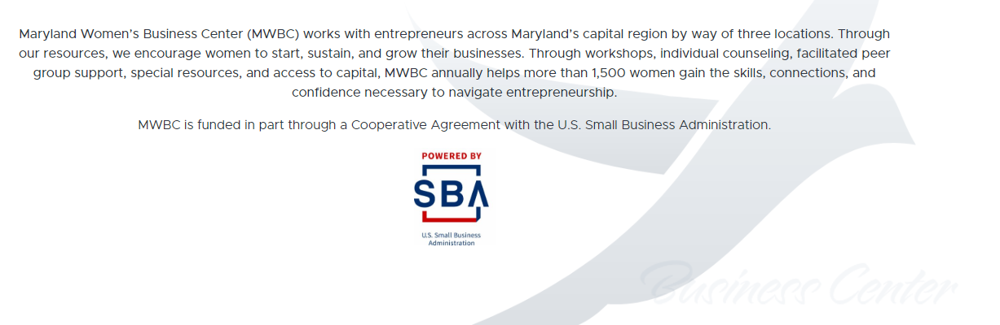 Maryland Women’s Business Center (MWBC) works with entrepreneurs across Maryland’s capital region by way of three locations. Through
our resources, we encourage women to start, sustain, and grow their businesses. Through workshops, individual counseling, facilitated peer
group support, special resources, and access to capital, MWBC annually helps more than 1,500 women gain the skills, connections, and
confidence necessary to navigate entrepreneurship.
MWBC is funded in part through a Cooperative Agreement with the U.S. Small Business Administration.
POWERED BY
SBA
U.S. Small Business
Administration
Business Center